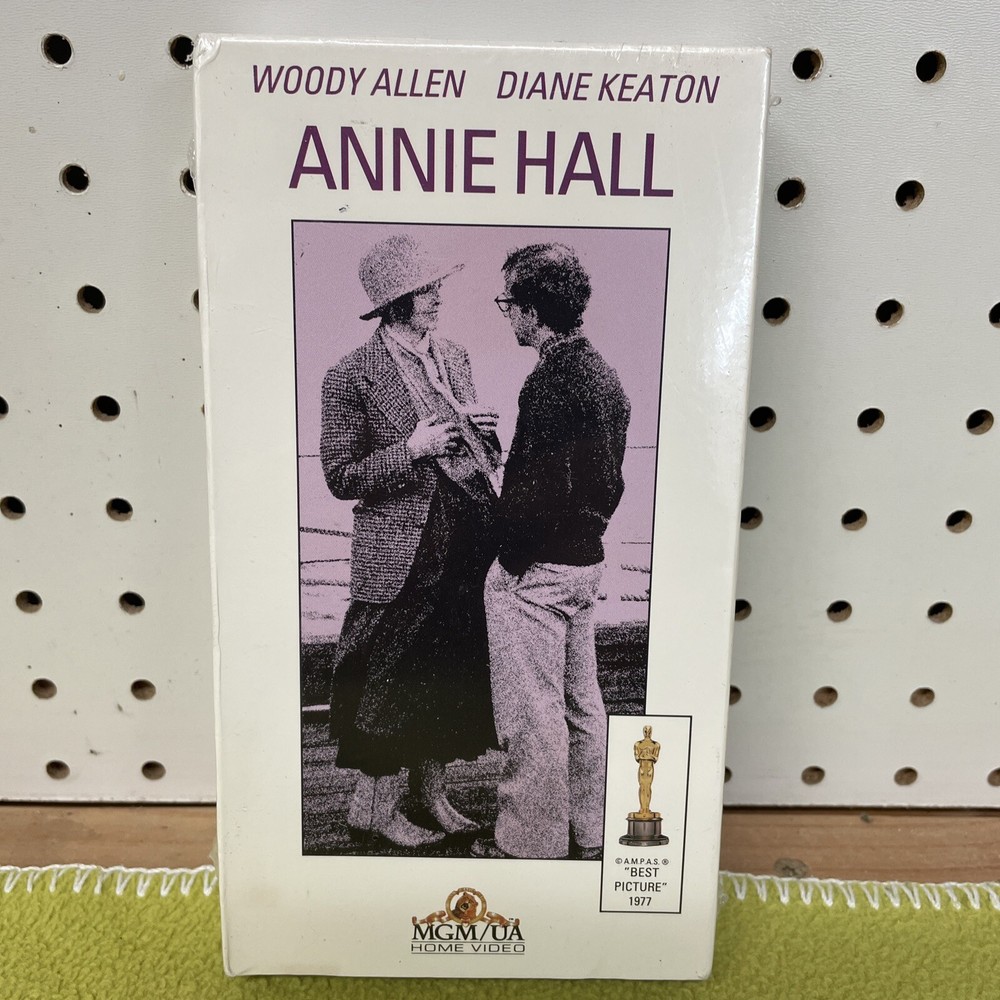 WOODY ALLEN DIANE KEATON
ANNIE HALL
© A.M.P.A.S. ®
"BEST
PICTURE"
1977
MGM/UA
HOME VIDEO